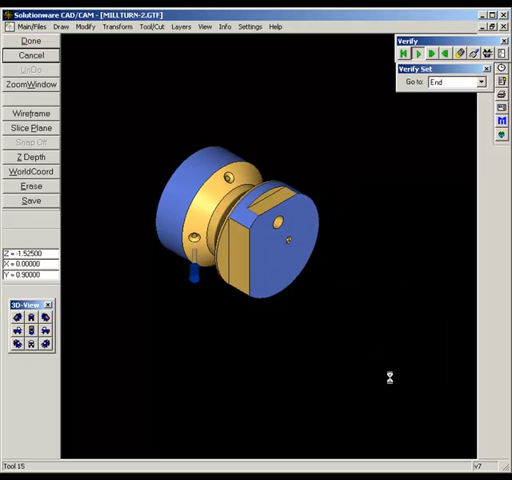 Solutionware CAD/CAM - [MILLTURN-2.GTF]
Main/Files Draw Modify Transform Tool/Cut Layers View Info Settings Help
Done
Cancel
UnDo
ZoomWindow
Wireframe
Slice Plane
Snap Off
Z Depth
WorldCoord
Erase
Save
Z = -1.52500
X = 0.00000
Y = 0.90000
3D-View
Verify
Verify Set
Go to: End
Tool 15
v7